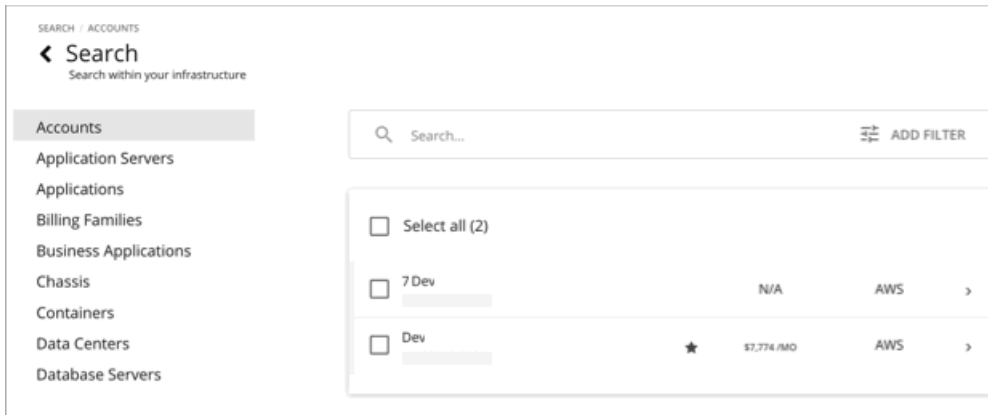 SEARCH / ACCOUNTS
Search
Search within your infrastructure
Accounts
Application Servers
Applications
Billing Families
Business Applications
Chassis
Containers
Data Centers
Database Servers
Search...
ADD FILTER
Select all (2)
7 Dev
N/A
AWS
Dev
$7,774 /MO
AWS